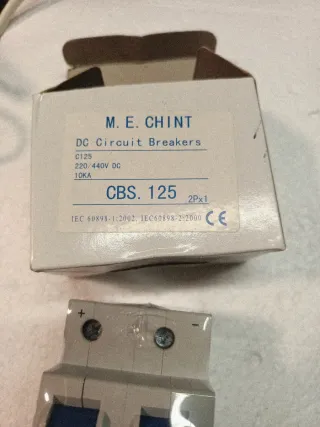 M.E.CHINT
DC Circuit Breakers
C125
220/440V DC
10KA
CBS.125
2Px1
IEC 60898-1:2002, IEC60898-2:2000 CE
+ -